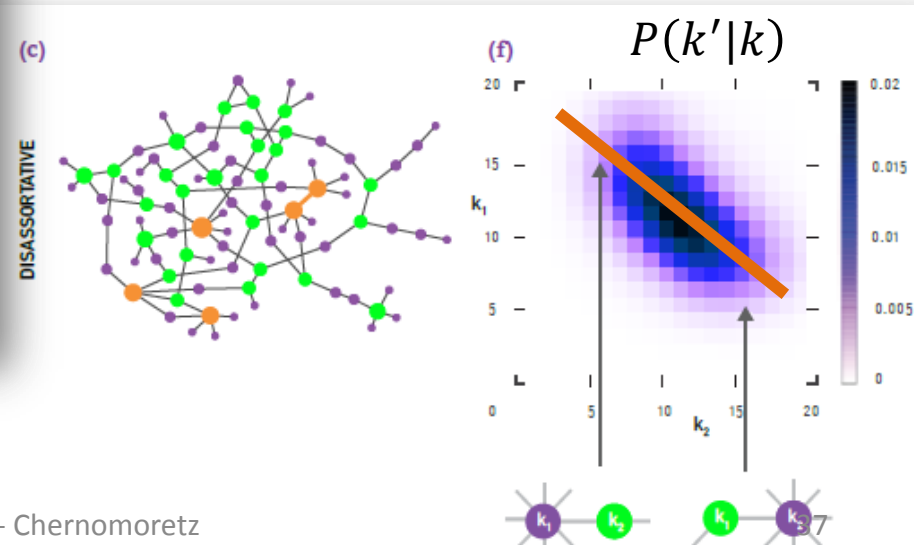 (c)
DISASSORTATIVE
(f)
P(k′|k)
20
15
k₁
10
5
0
5
10
15
20
k₂
0.02
0.015
0.01
0.005
0
k₁
k₂
k₁
k₂
- Chernomoretz
37